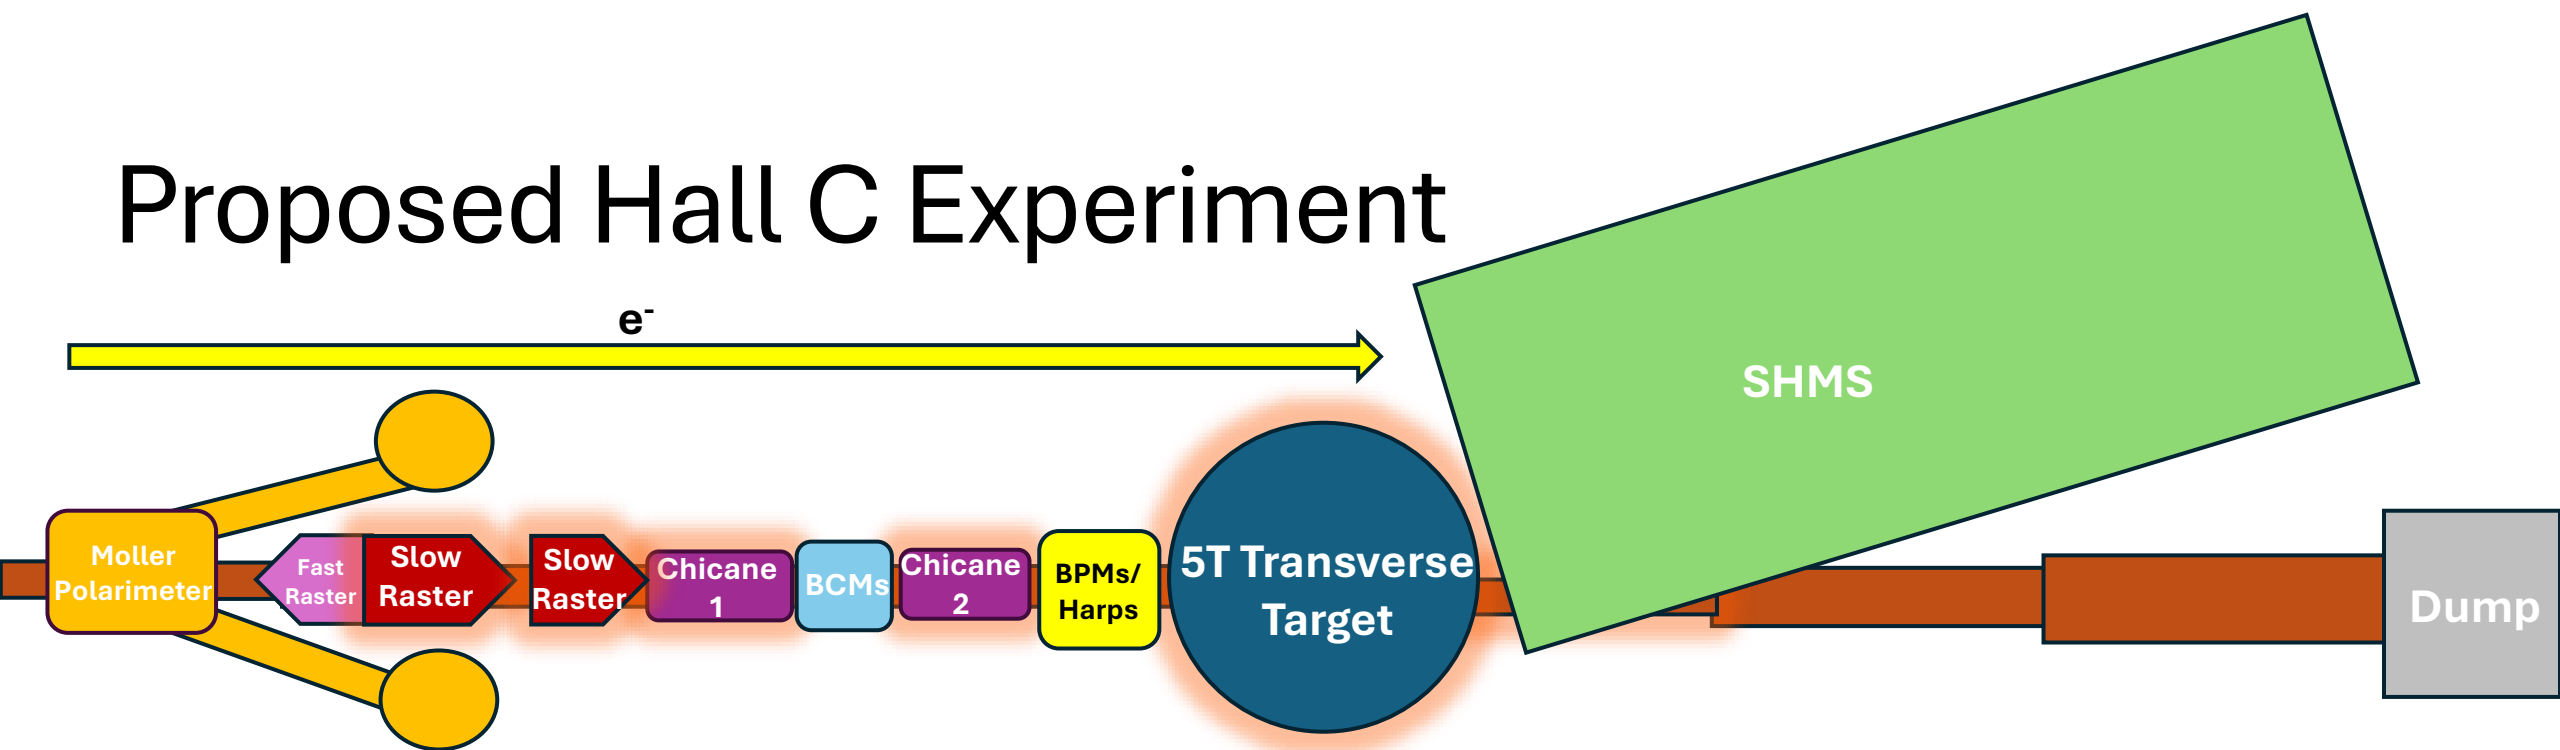 Proposed Hall C Experiment
e⁻
SHMS
Moller
Polarimeter
Fast
Raster
Slow
Raster
Slow
Raster
Chicane
1
BCMs
Chicane
2
BPMs/
Harps
5T Transverse
Target
Dump